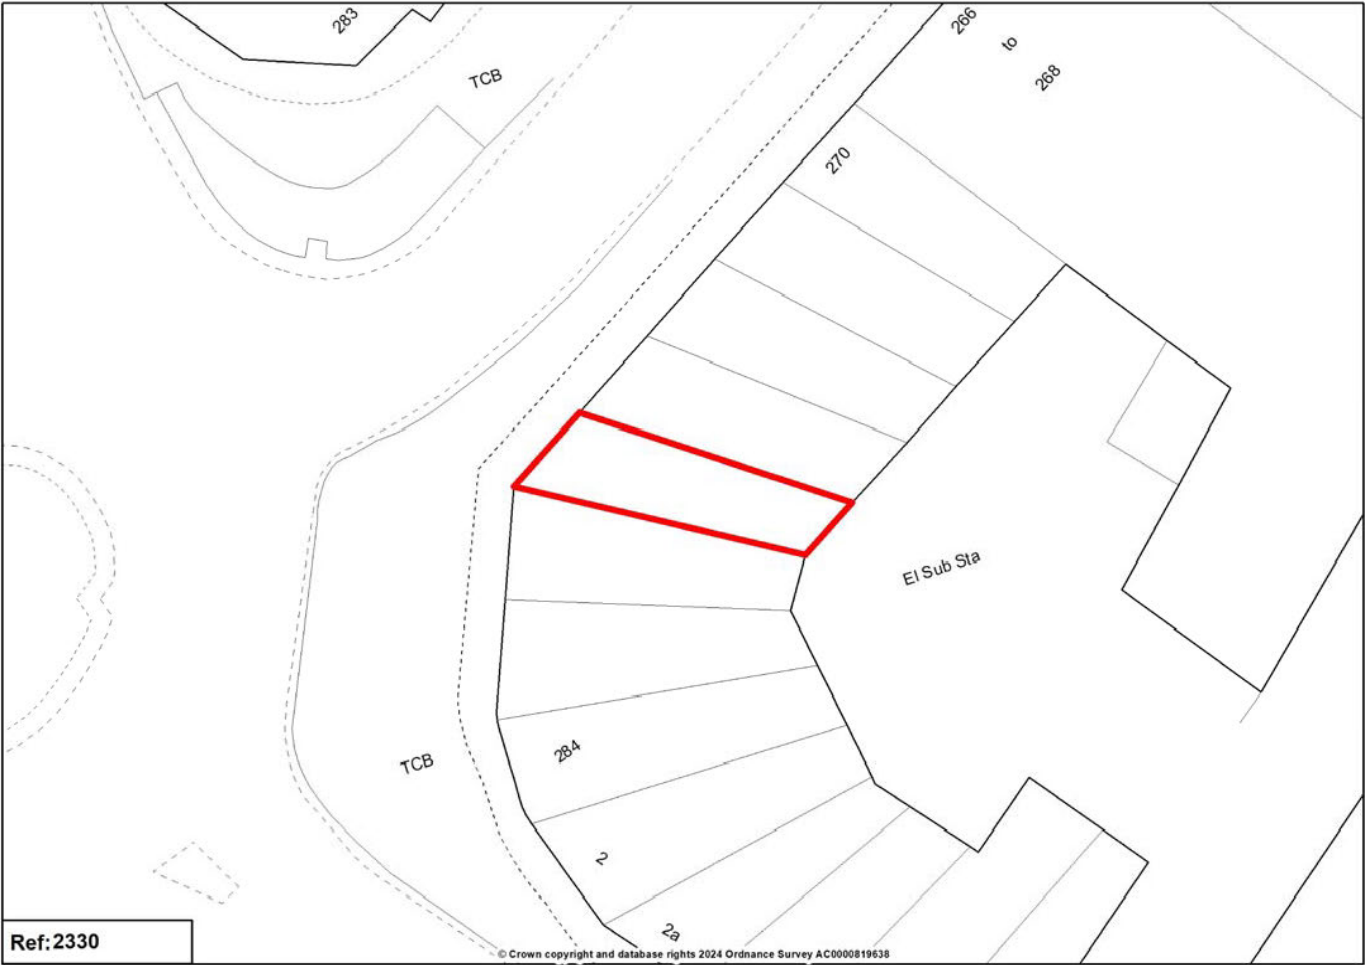 283
TCB
266
to
268
270
El Sub Sta
284
TCB
2
2a
Ref:2330
© Crown copyright and database rights 2024 Ordnance Survey AC0000819638